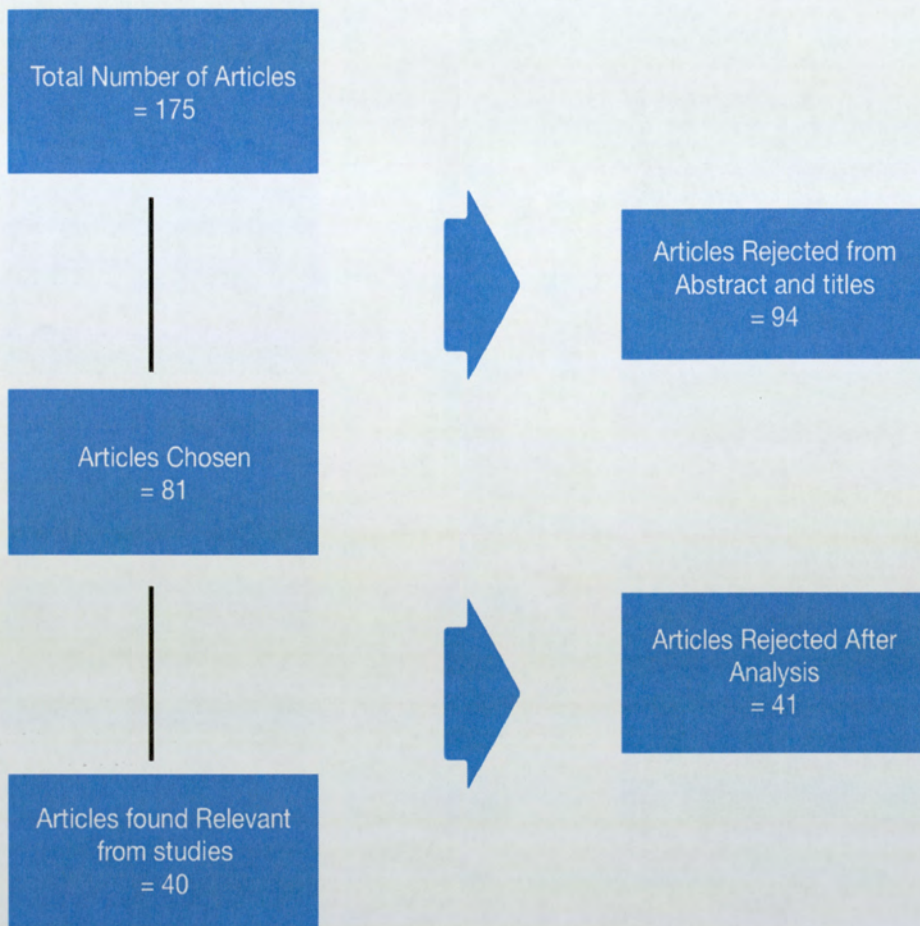 Total Number of Articles
= 175
Articles Rejected from
Abstract and titles
= 94
Articles Chosen
= 81
Articles Rejected After
Analysis
= 41
Articles found Relevant
from studies
= 40